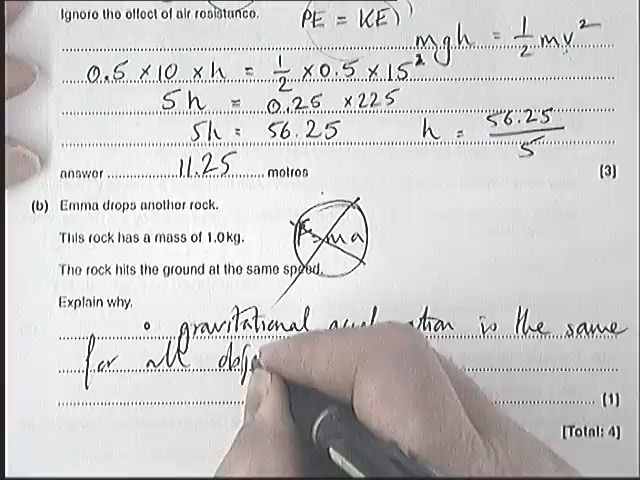 Ignore the effect of air resistance.
PE = KE
mgh = 1/2 mv²
0.5 × 10 × h = 1/2 × 0.5 × 15²
5h = 0.25 × 225
5h = 56.25 h = 56.25/5
answer 11.25 metres [3]
(b) Emma drops another rock.
This rock has a mass of 1.0kg. F=ma
The rock hits the ground at the same speed.
Explain why.
gravitational is the same
for all
[1]
[Total: 4]